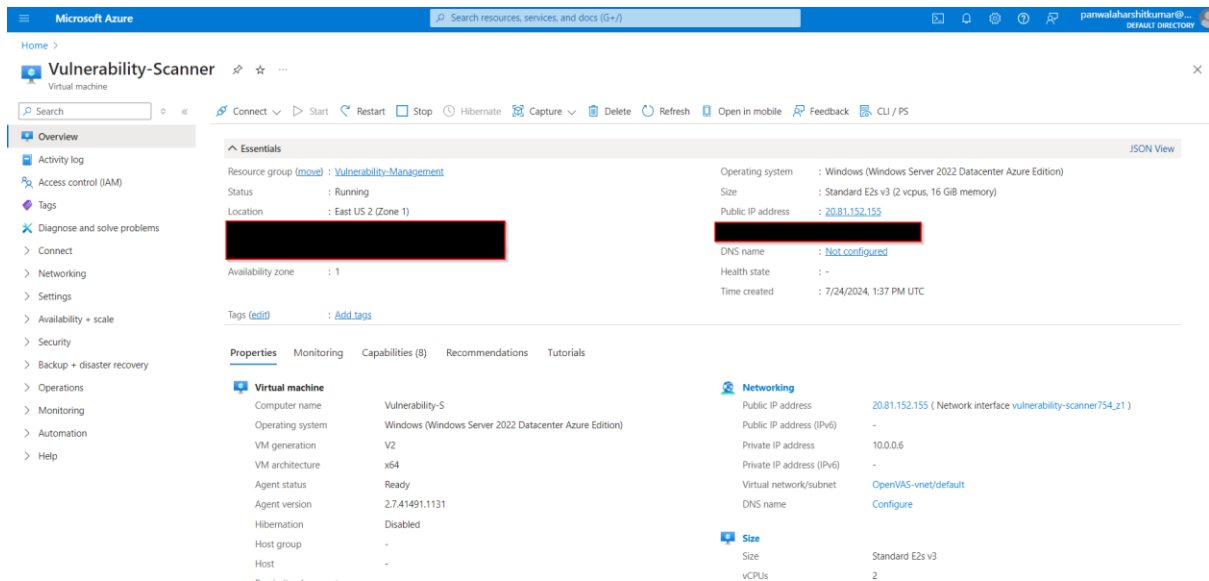 Microsoft Azure
Search resources, services, and docs (G+/)
panwalaharshitkumar@...
DEFAULT DIRECTORY
Home >
Vulnerability-Scanner
Virtual machine
Search
Overview
Activity log
Access control (IAM)
Tags
Diagnose and solve problems
Connect
Networking
Settings
Availability + scale
Security
Backup + disaster recovery
Operations
Monitoring
Automation
Help
Connect Start Restart Stop Hibernate Capture Delete Refresh Open in mobile Feedback CLI / PS
Essentials
JSON View
Resource group (move) : Vulnerability-Management
Status : Running
Location : East US 2 (Zone 1)
Availability zone : 1
Operating system : Windows (Windows Server 2022 Datacenter Azure Edition)
Size : Standard E2s v3 (2 vcpus, 16 GiB memory)
Public IP address : 20.81.152.155
DNS name : Not configured
Health state : -
Time created : 7/24/2024, 1:37 PM UTC
Tags (edit) : Add tags
Properties Monitoring Capabilities (8) Recommendations Tutorials
Virtual machine
Computer name Vulnerability-S
Operating system Windows (Windows Server 2022 Datacenter Azure Edition)
VM generation V2
VM architecture x64
Agent status Ready
Agent version 2.7.41491.1131
Hibernation Disabled
Host group -
Host -
Networking
Public IP address 20.81.152.155 ( Network interface vulnerability-scanner754_z1 )
Public IP address (IPv6) -
Private IP address 10.0.0.6
Private IP address (IPv6) -
Virtual network/subnet OpenVAS-vnet/default
DNS name Configure
Size
Size Standard E2s v3
vCPUs 2